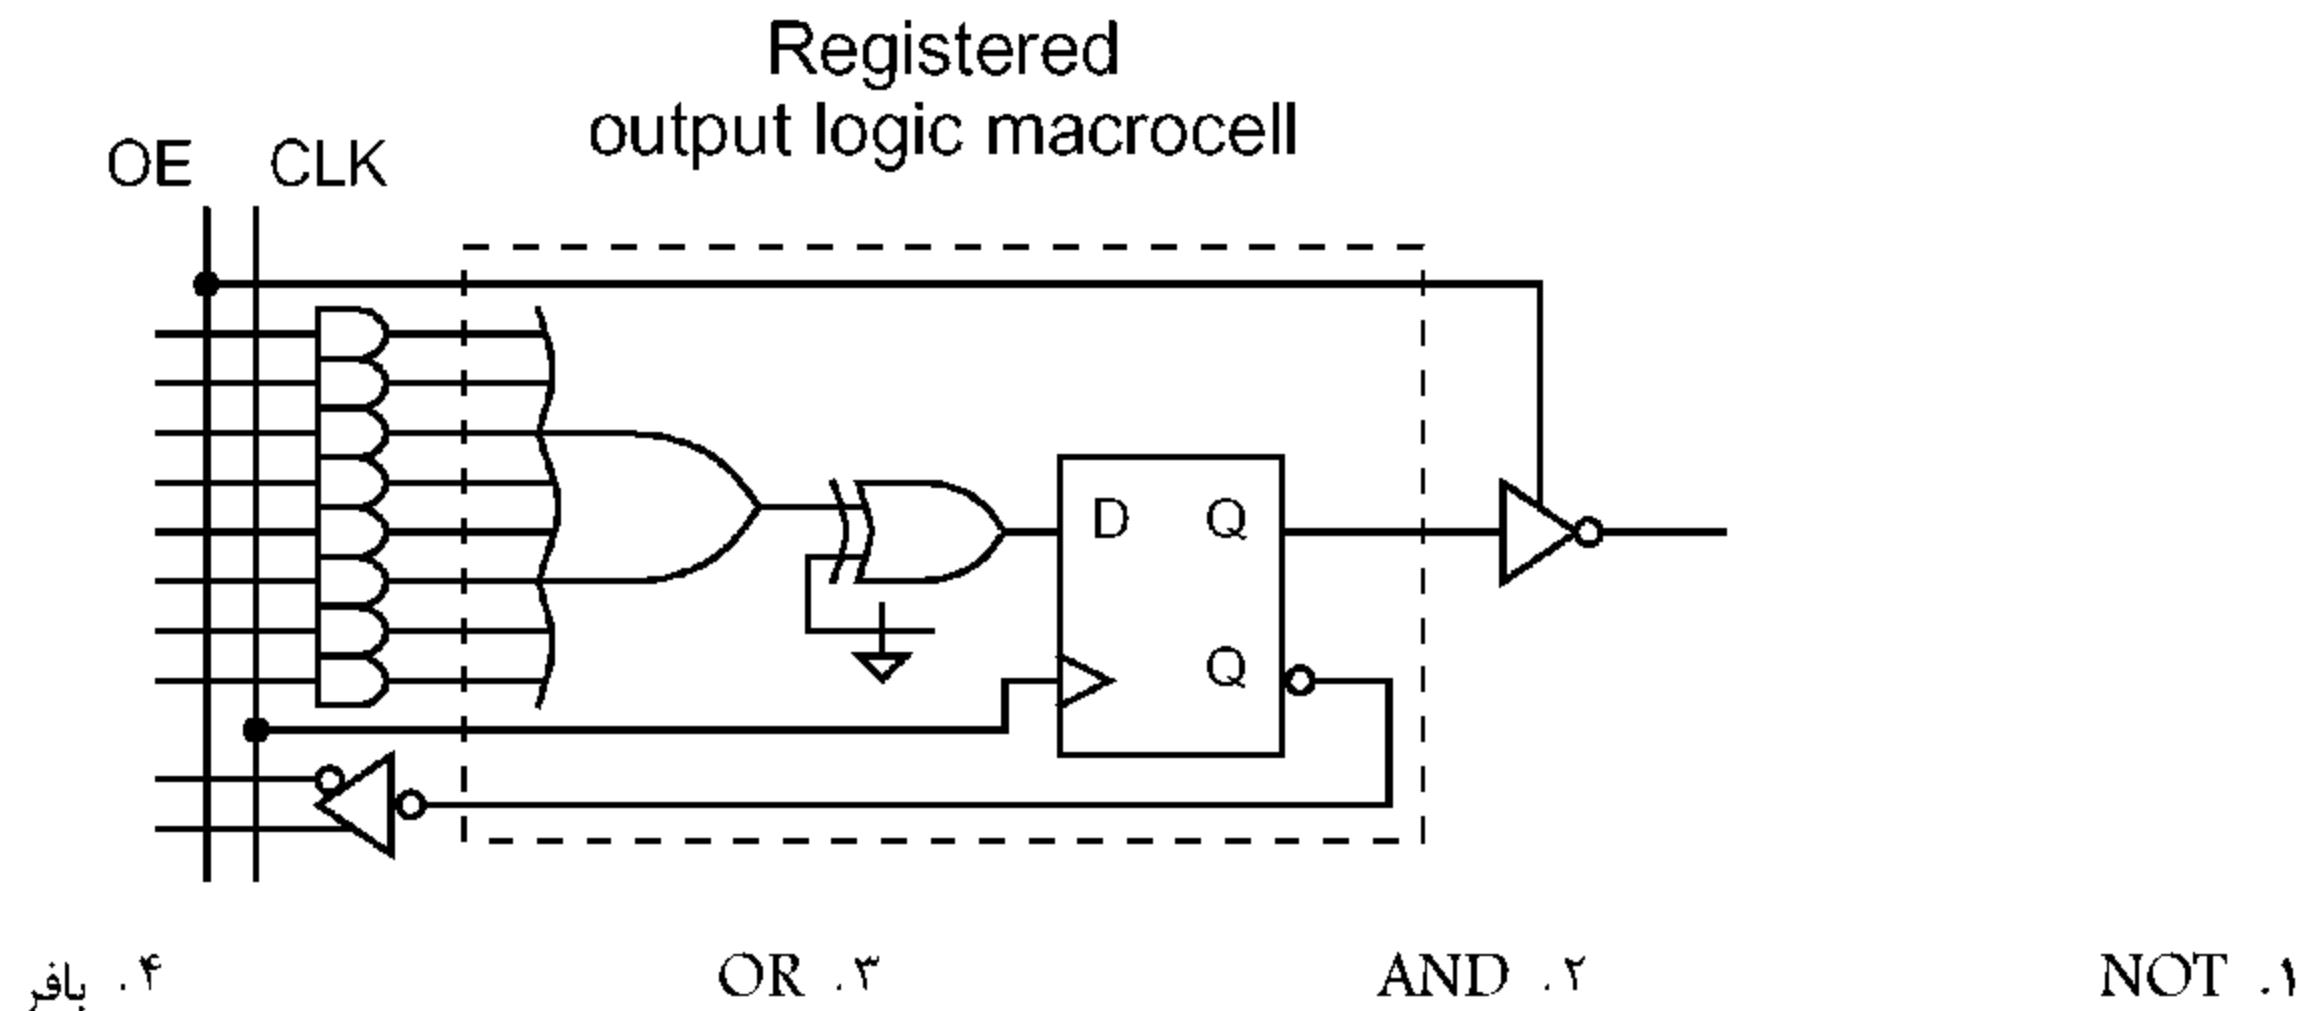 Registered
output logic macrocell
OE CLK
D Q
Q
۱. NOT ۲. AND ۳. OR ۴. بافر